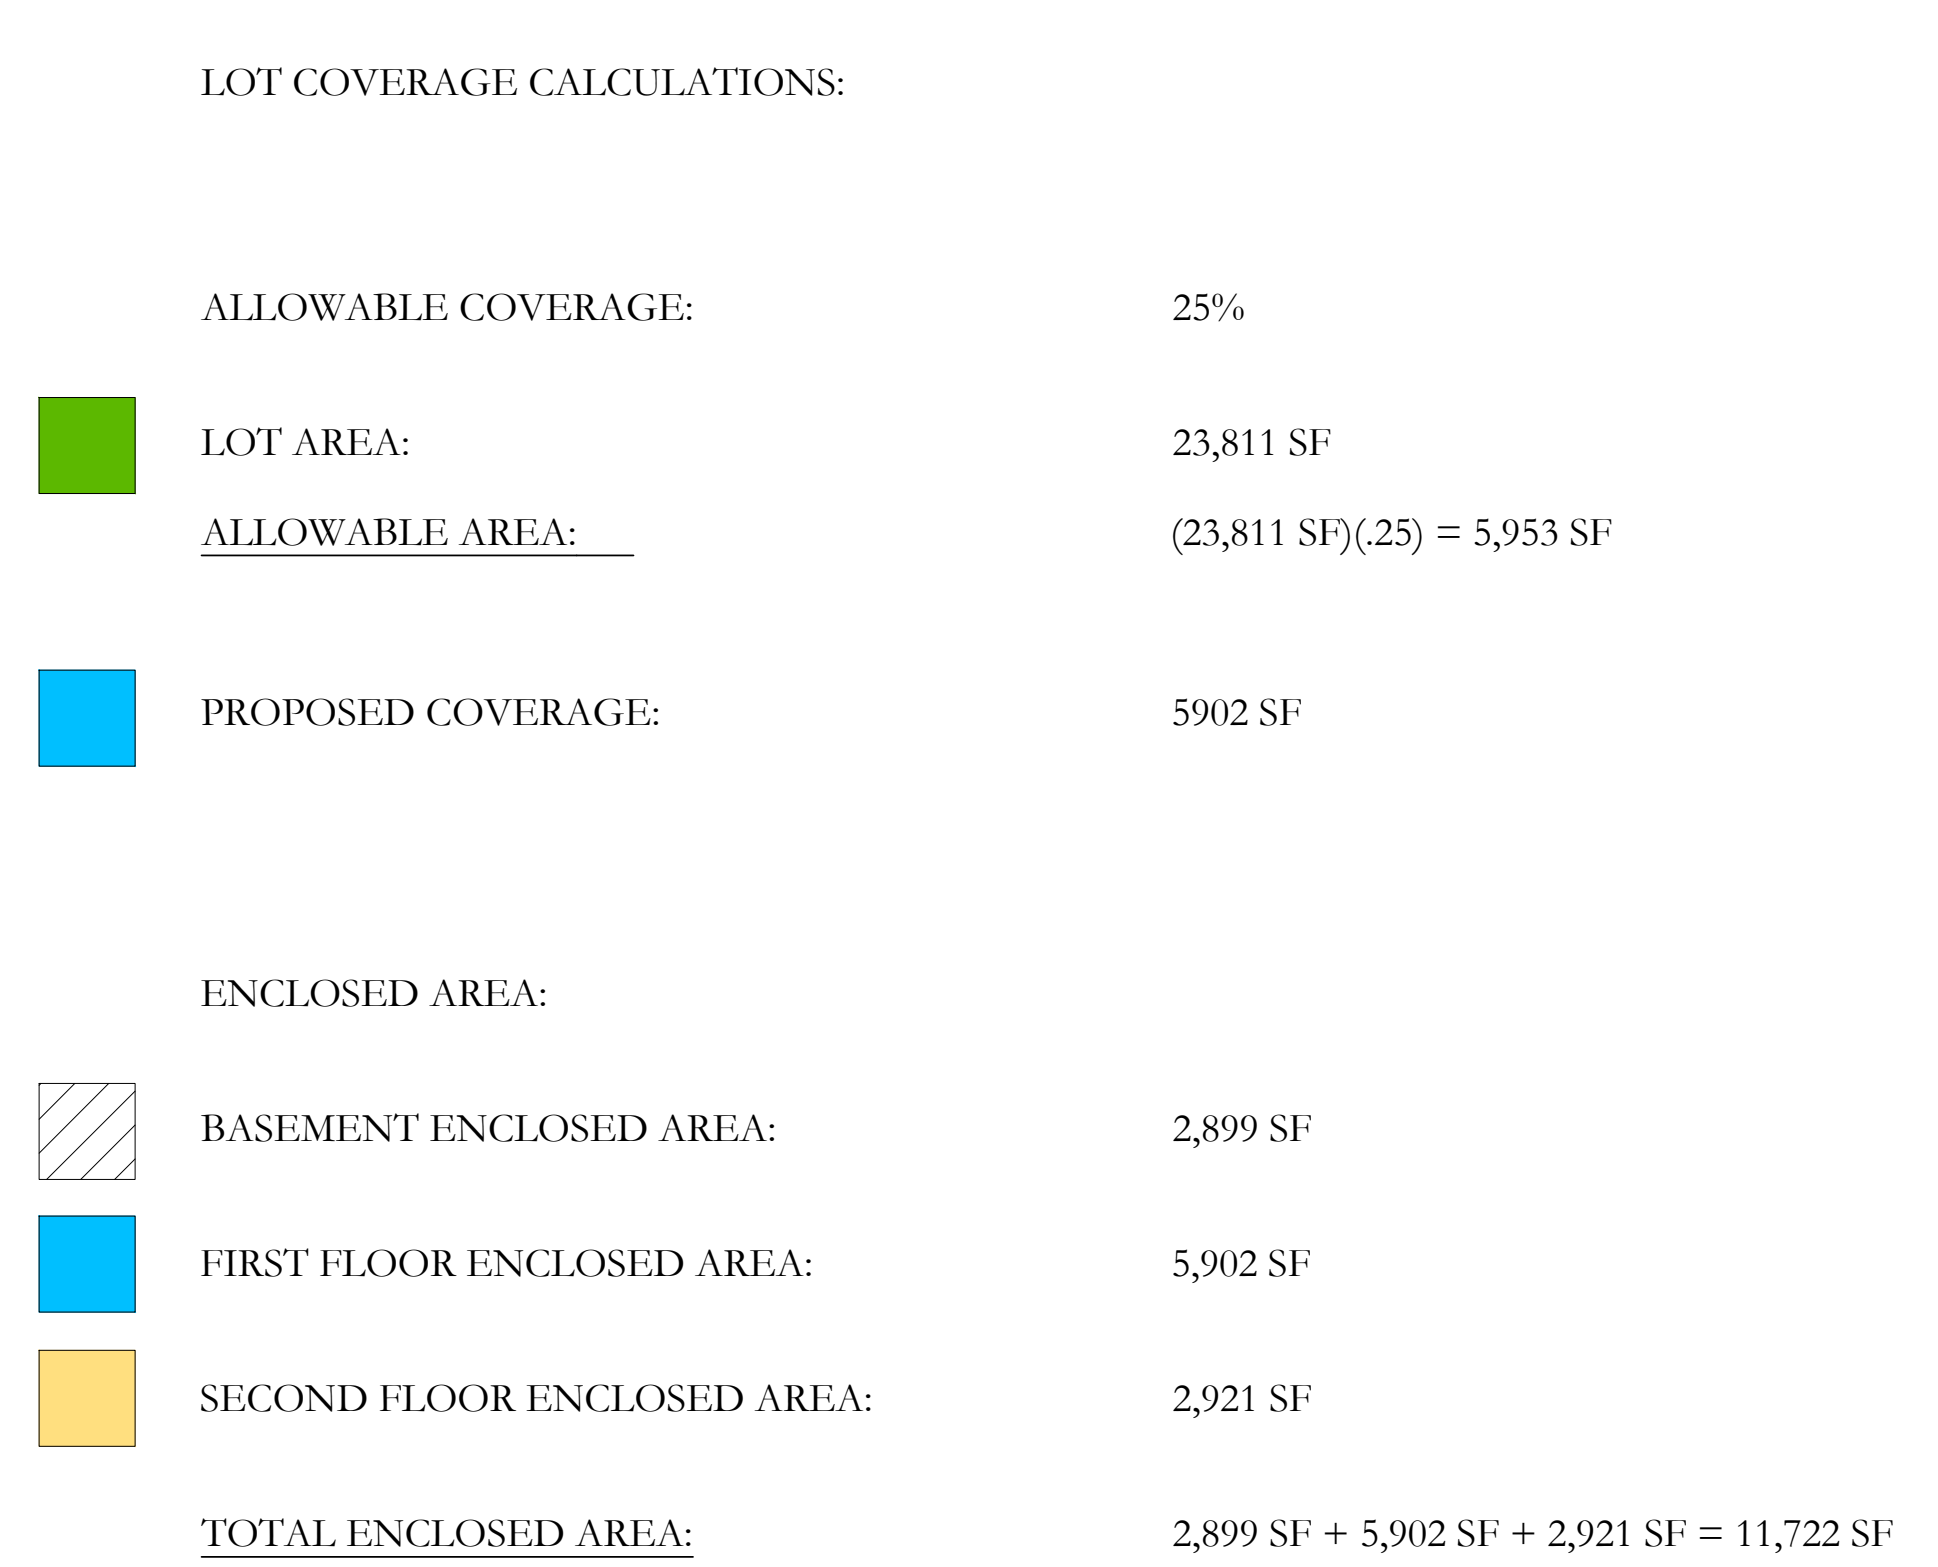 LOT COVERAGE CALCULATIONS:
ALLOWABLE COVERAGE: 25%
LOT AREA: 23,811 SF
ALLOWABLE AREA: (23,811 SF)(.25) = 5,953 SF
PROPOSED COVERAGE: 5902 SF
ENCLOSED AREA:
BASEMENT ENCLOSED AREA: 2,899 SF
FIRST FLOOR ENCLOSED AREA: 5,902 SF
SECOND FLOOR ENCLOSED AREA: 2,921 SF
TOTAL ENCLOSED AREA: 2,899 SF + 5,902 SF + 2,921 SF = 11,722 SF